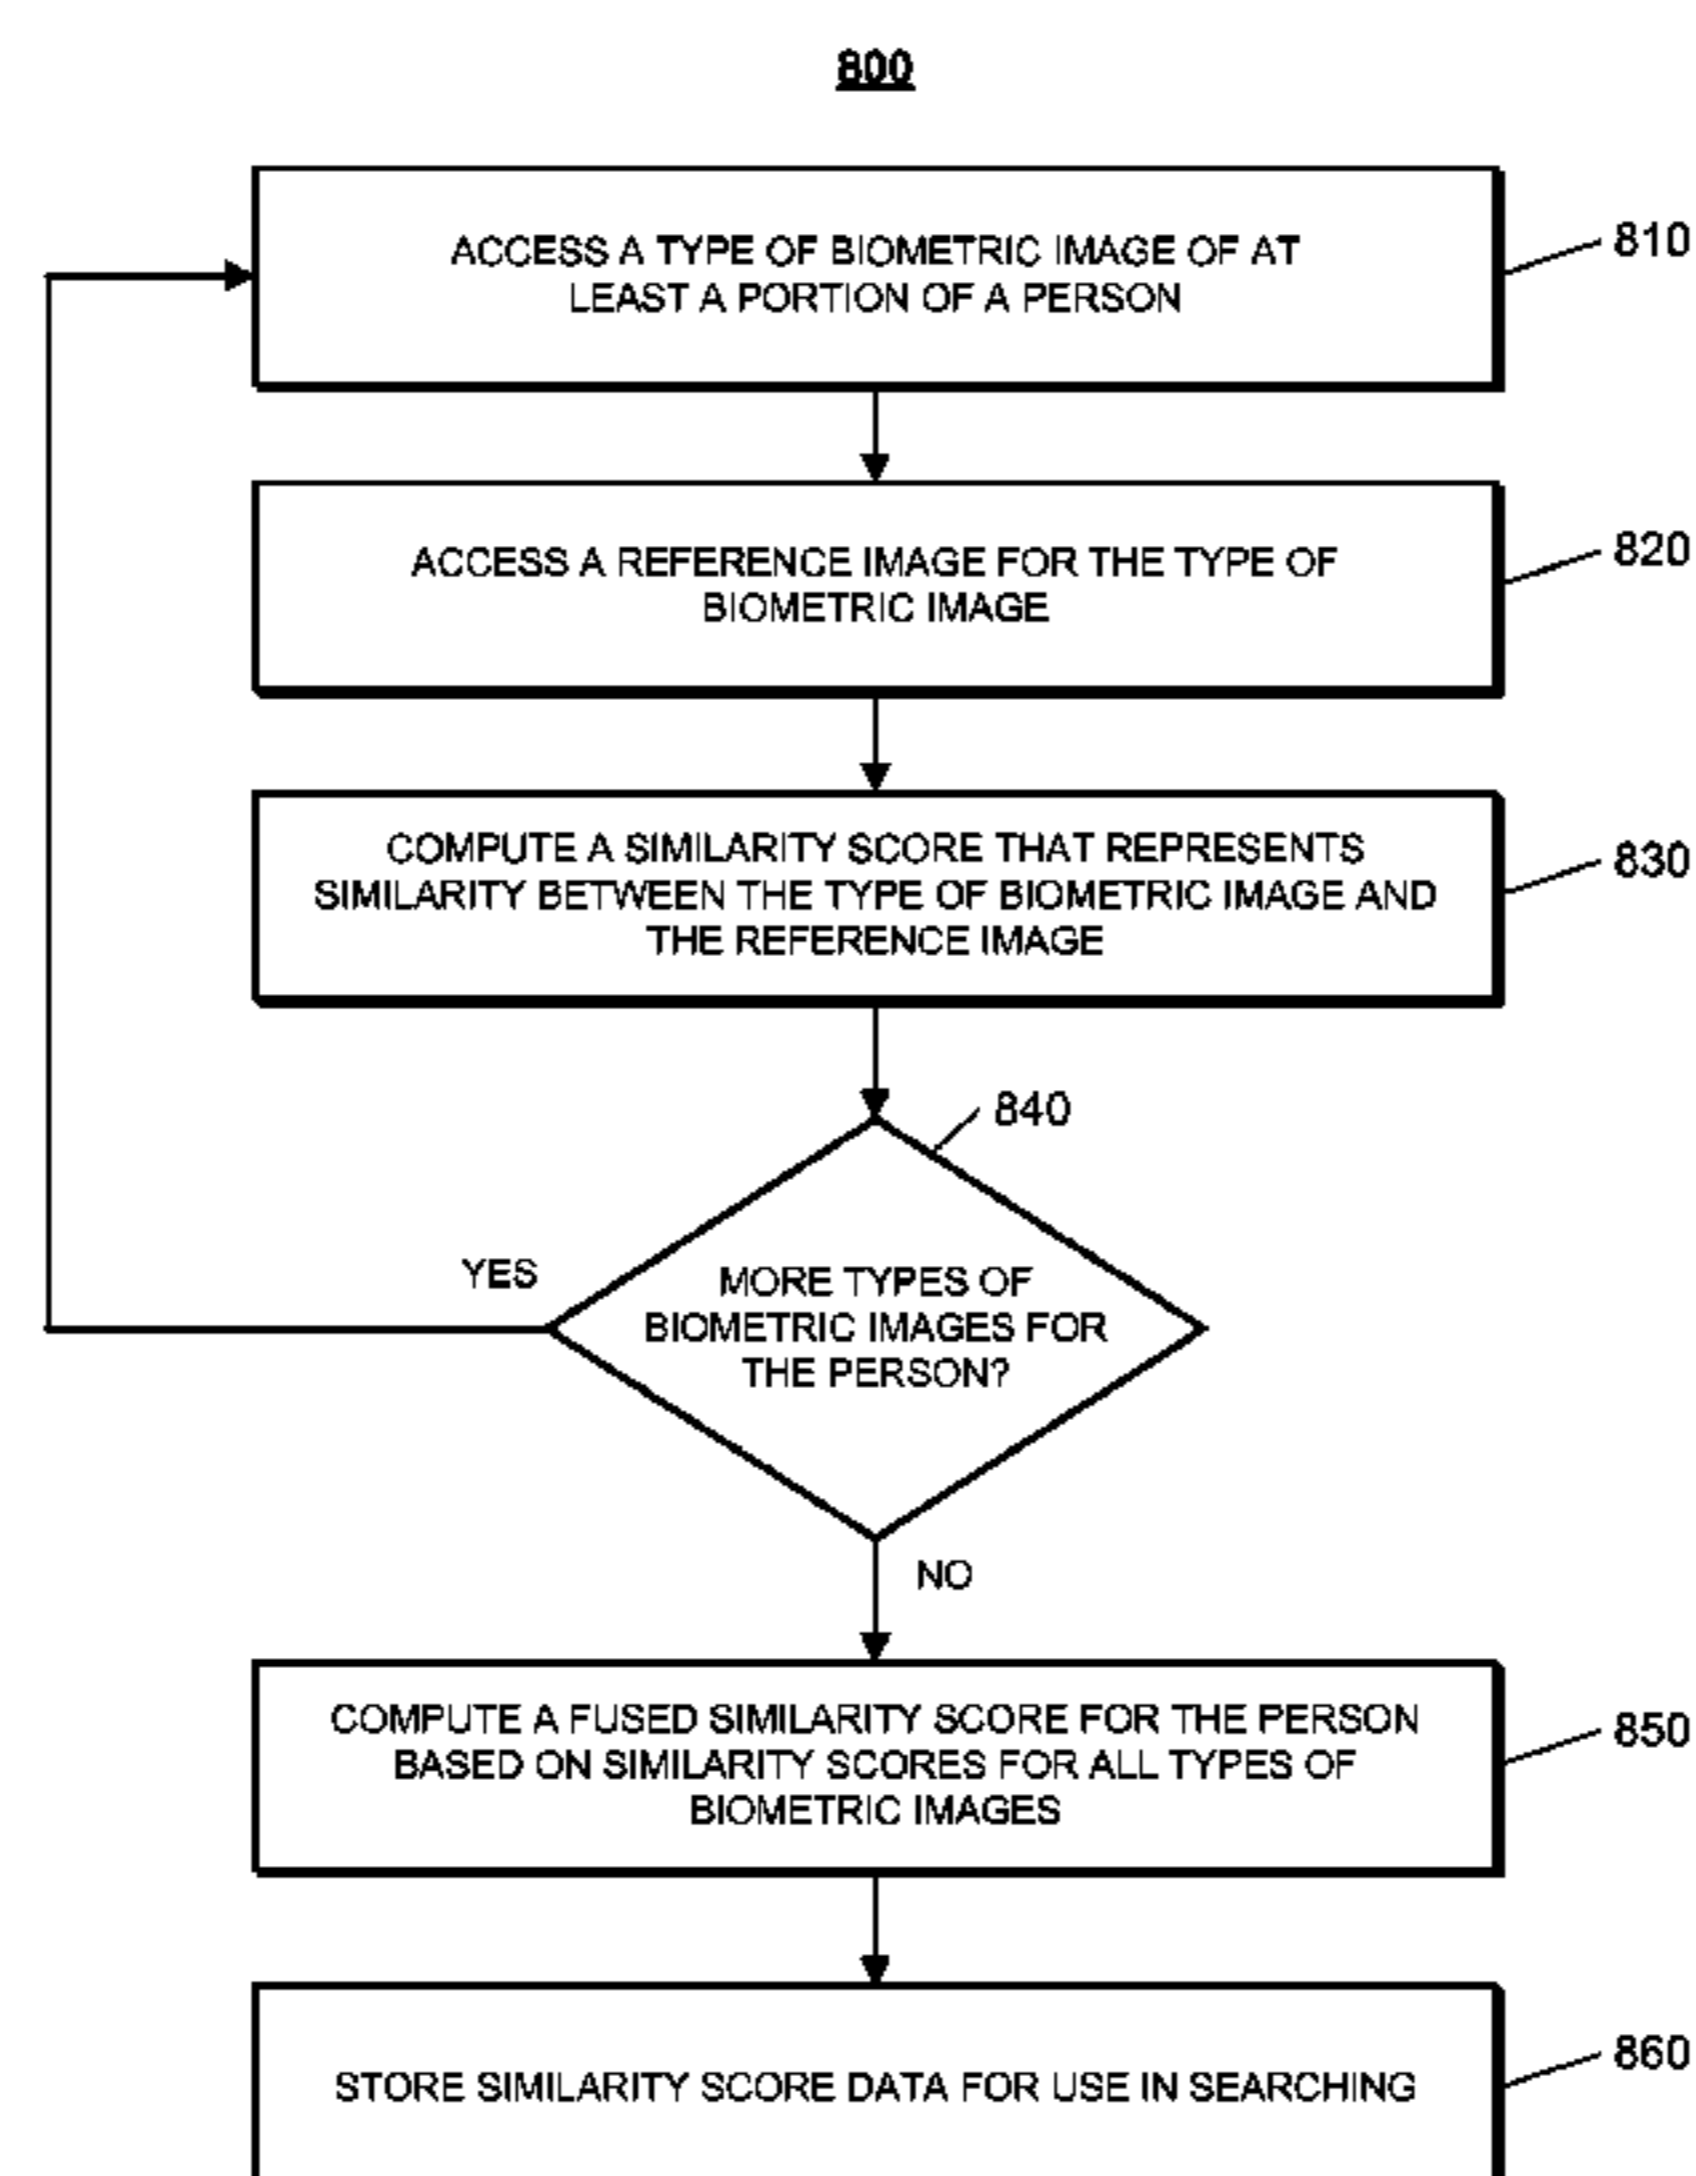 800
ACCESS A TYPE OF BIOMETRIC IMAGE OF AT
LEAST A PORTION OF A PERSON
810
ACCESS A REFERENCE IMAGE FOR THE TYPE OF
BIOMETRIC IMAGE
820
COMPUTE A SIMILARITY SCORE THAT REPRESENTS
SIMILARITY BETWEEN THE TYPE OF BIOMETRIC IMAGE AND
THE REFERENCE IMAGE
830
840
YES
MORE TYPES OF
BIOMETRIC IMAGES FOR
THE PERSON?
NO
COMPUTE A FUSED SIMILARITY SCORE FOR THE PERSON
BASED ON SIMILARITY SCORES FOR ALL TYPES OF
BIOMETRIC IMAGES
850
STORE SIMILARITY SCORE DATA FOR USE IN SEARCHING
860